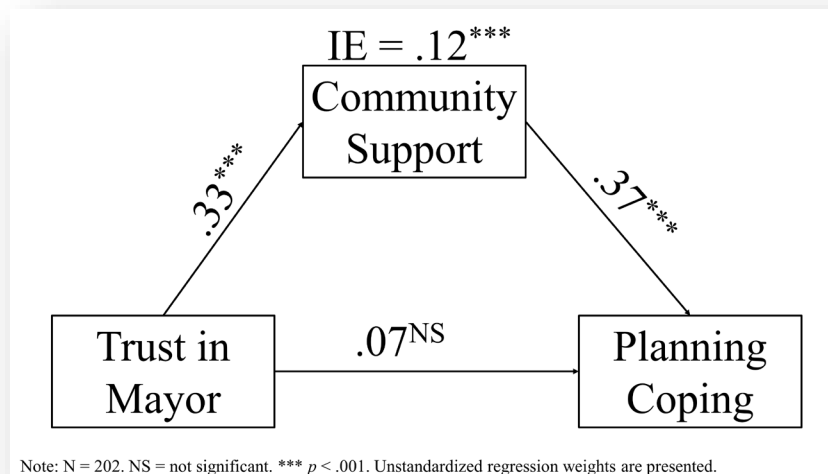 IE = .12***
Community
Support
.33***
.37***
Trust in
Mayor
.07NS
Planning
Coping
Note: N = 202. NS = not significant. *** p < .001. Unstandardized regression weights are presented.